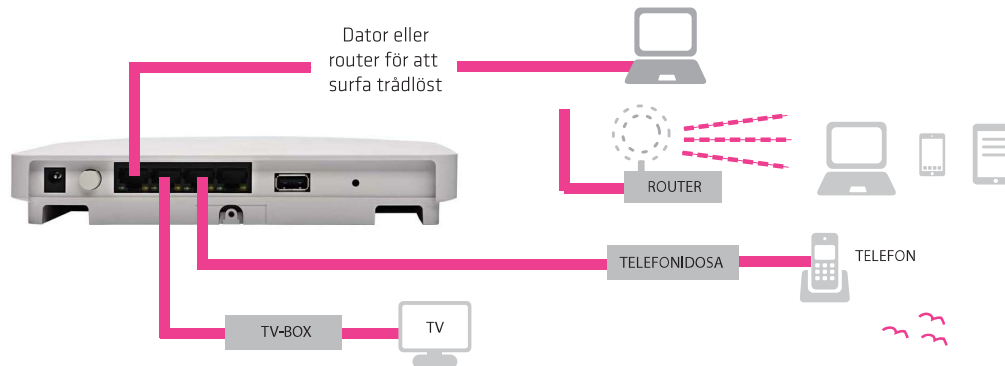 Dator eller
router för att
surfa trådlöst
ROUTER
TELEFONIDOSA
TELEFON
TV-BOX
TV